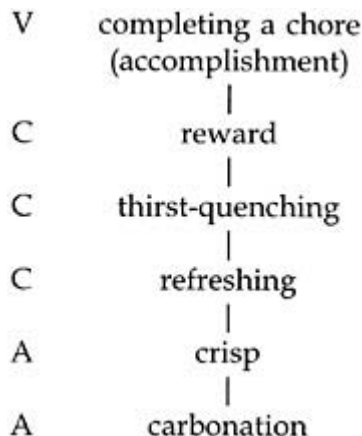 V completing a chore
(accomplishment)
C reward
C thirst-quenching
C refreshing
A crisp
A carbonation